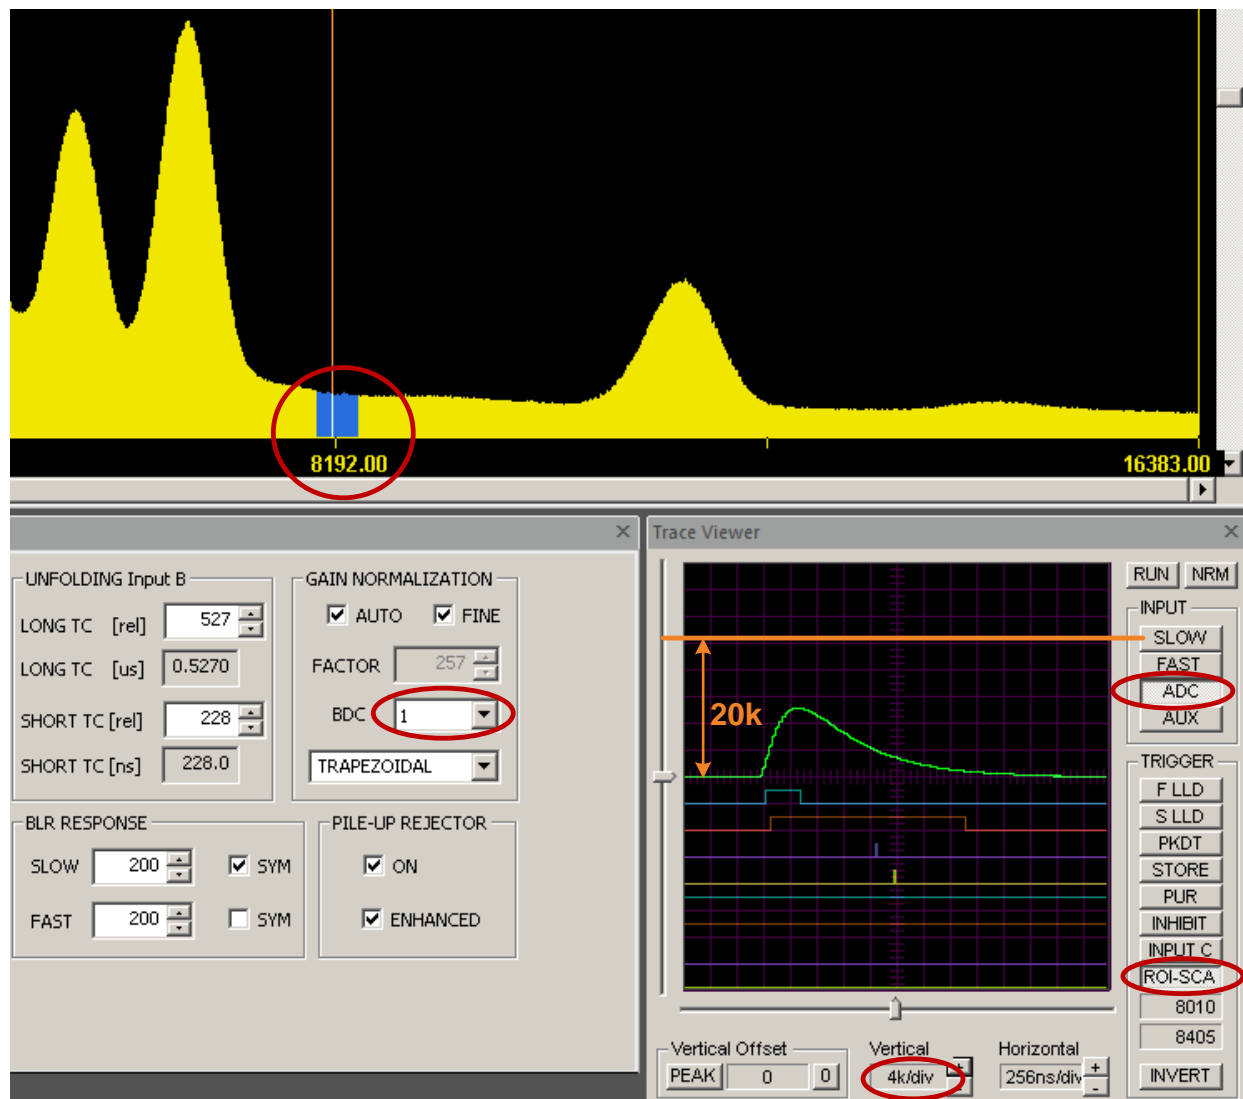 8192.00
16383.00
UNFOLDING Input B
LONG TC [rel] 527
LONG TC [us] 0.5270
SHORT TC [rel] 228
SHORT TC [ns] 228.0
GAIN NORMALIZATION
AUTO FINE
FACTOR 257
BDC 1
TRAPEZOIDAL
BLR RESPONSE
SLOW 200 SYM
FAST 200 SYM
PILE-UP REJECTOR
ON
ENHANCED
Trace Viewer
20k
RUN NRM
INPUT
SLOW
FAST
ADC
AUX
TRIGGER
F LLD
S LLD
PKDT
STORE
PUR
INHIBIT
INPUT C
ROI-SCA
8010
8405
INVERT
Vertical Offset
PEAK 0 0
Vertical
4k/div + -
Horizontal
256ns/div + -